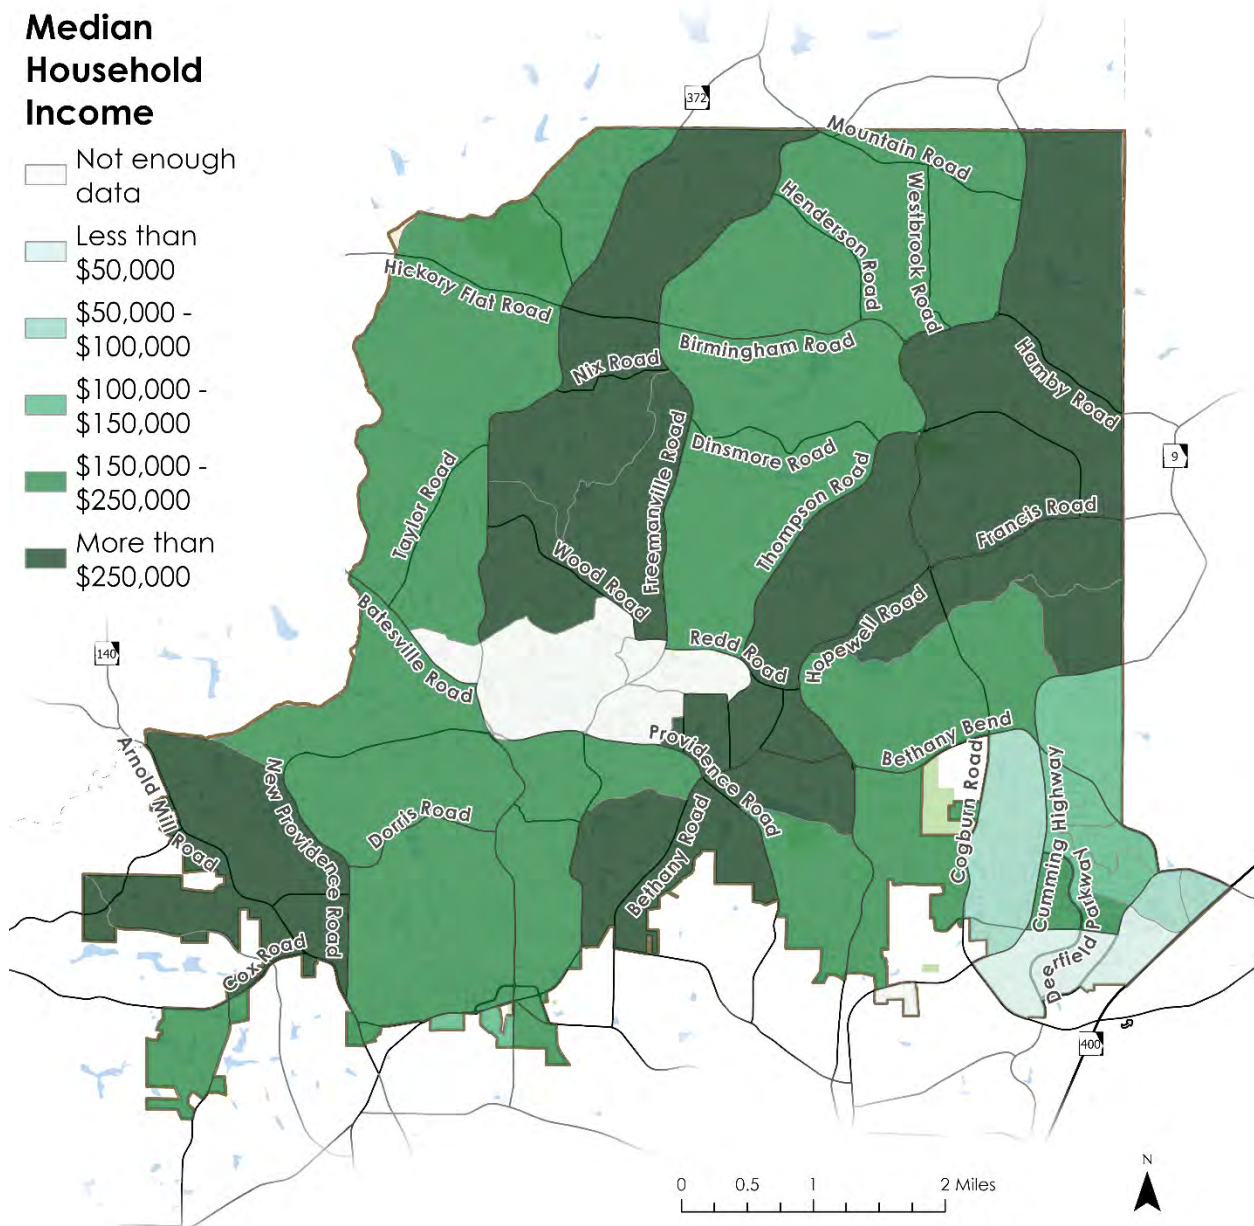 Median
Household
Income
Not enough
data
Less than
$50,000
$50,000 -
$100,000
$100,000 -
$150,000
$150,000 -
$250,000
More than
$250,000
372
Mountain Road
Henderson Road
Westbrook Road
Hickory Flat Road
Birmingham Road
Nix Road
Hamby Road
Freemanville Road
Dinsmore Road
9
Taylor Road
Thompson Road
Francis Road
Wood Road
Batesville Road
Redd Road
Hopewell Road
140
Arnold Mill Road
New Providence Road
Providence Road
Bethany Bend
Dorris Road
Bethany Road
Cogburn Road
Cumming Highway
Deerfield Parkway
Cox Road
9
400
0 0.5 1 2 Miles
N